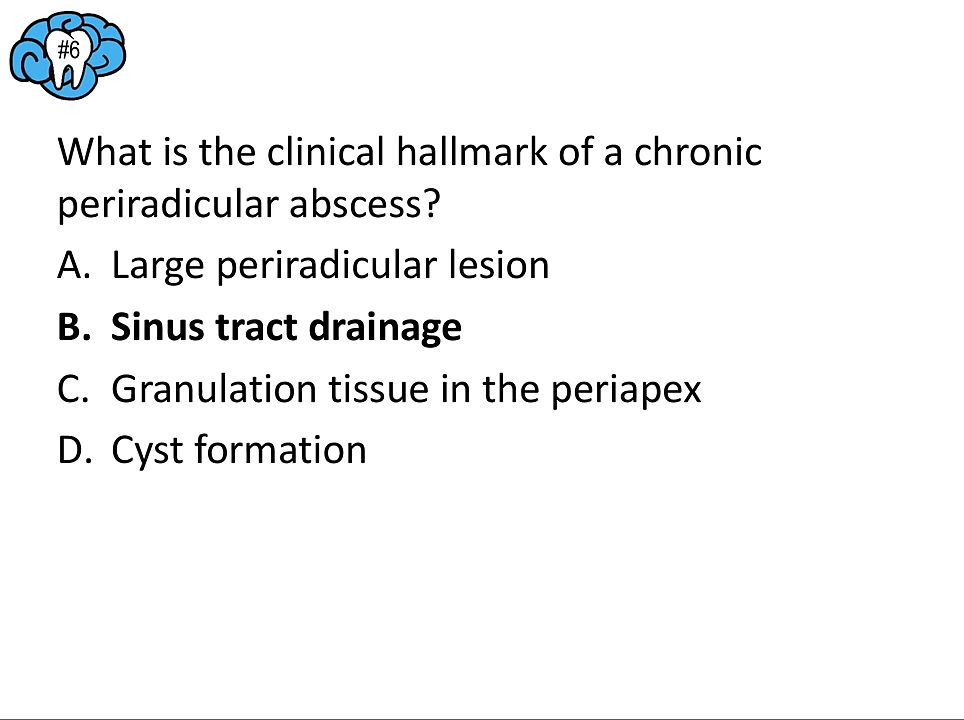 #6
What is the clinical hallmark of a chronic
periradicular abscess?
A. Large periradicular lesion
B. Sinus tract drainage
C. Granulation tissue in the periapex
D. Cyst formation